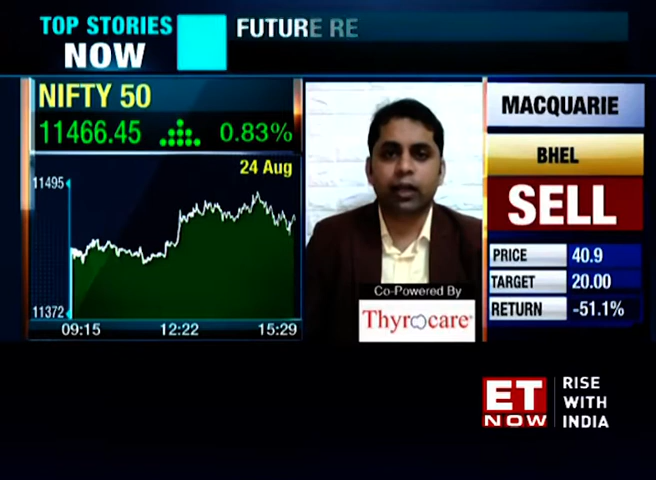 TOP STORIES
NOW
FUTURE RE
NIFTY 50
11466.45 0.83%
24 Aug
11495
11372
09:15 12:22 15:29
Co-Powered By
Thyrocare
MACQUARIE
BHEL
SELL
PRICE 40.9
TARGET 20.00
RETURN -51.1%
ET
NOW
RISE
WITH
INDIA